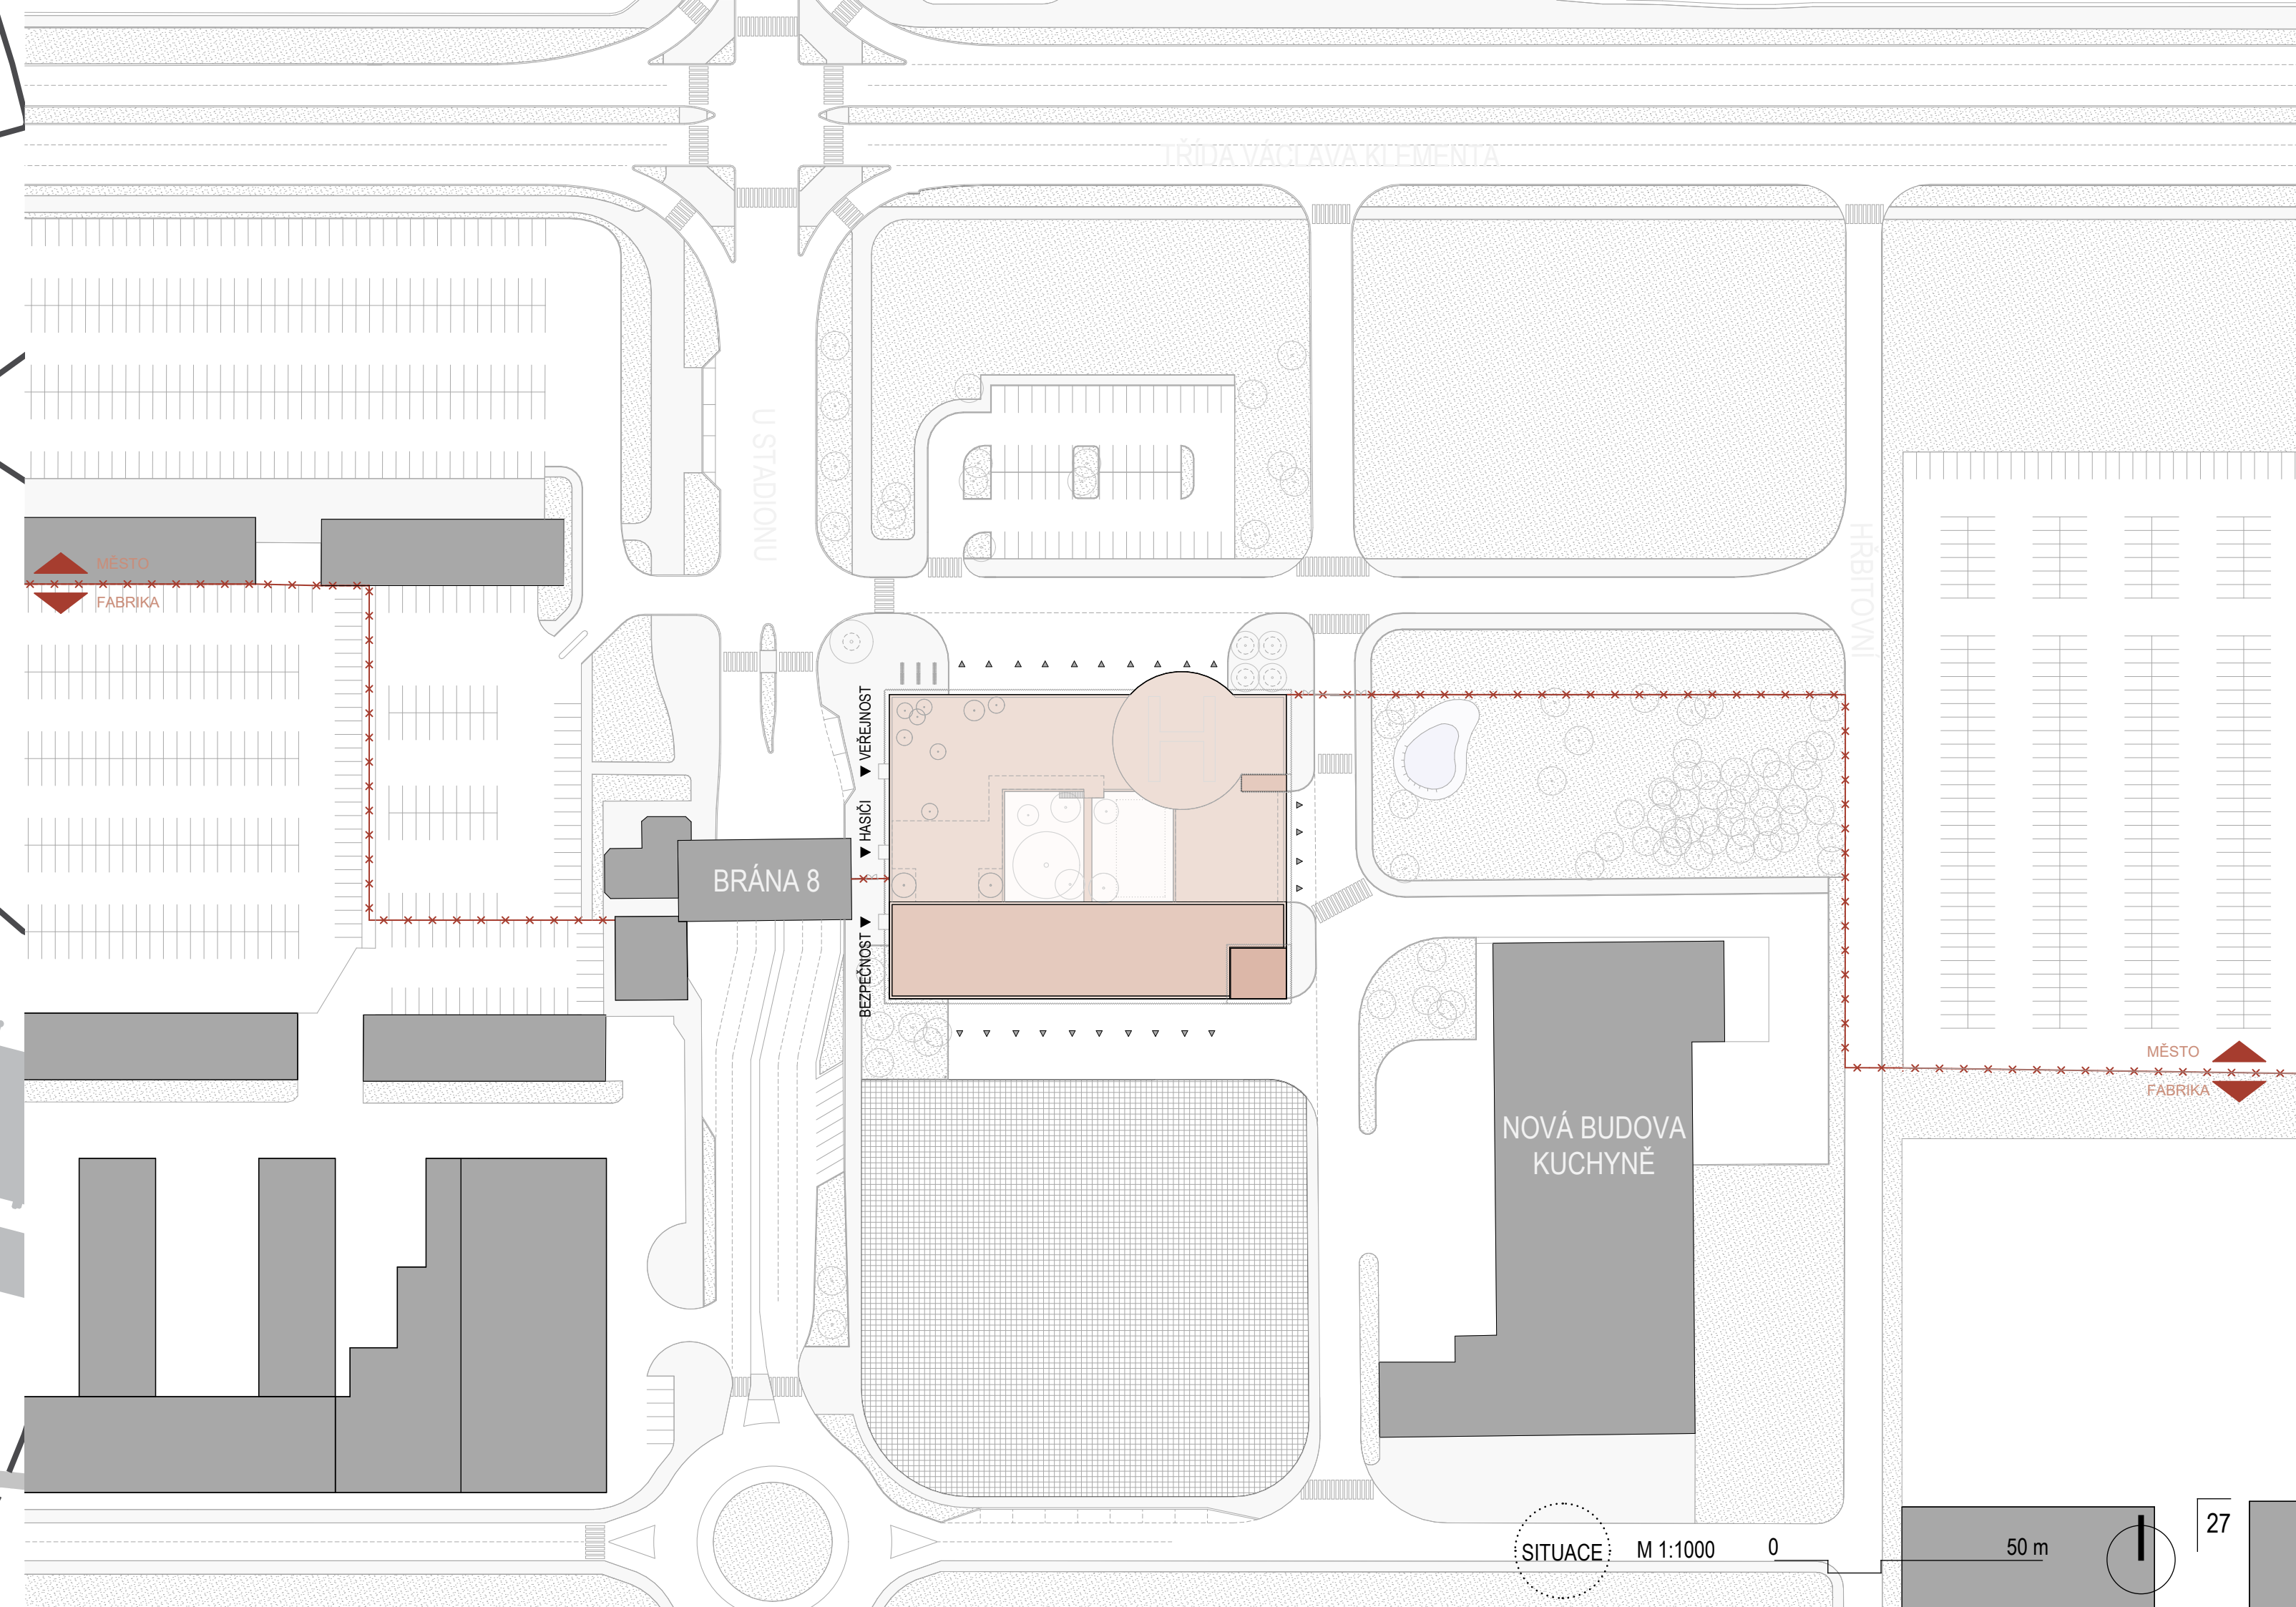 TŘÍDA VÁCLAVA KLEMENTA
U STADIONU
HŘBITOVNÍ
MĚSTO
FABRIKA
VEŘEJNOST
HASIČI
BRÁNA 8
BEZPEČNOST
MĚSTO
FABRIKA
NOVÁ BUDOVA
KUCHYNĚ
SITUACE
M 1:1000
0
50 m
27